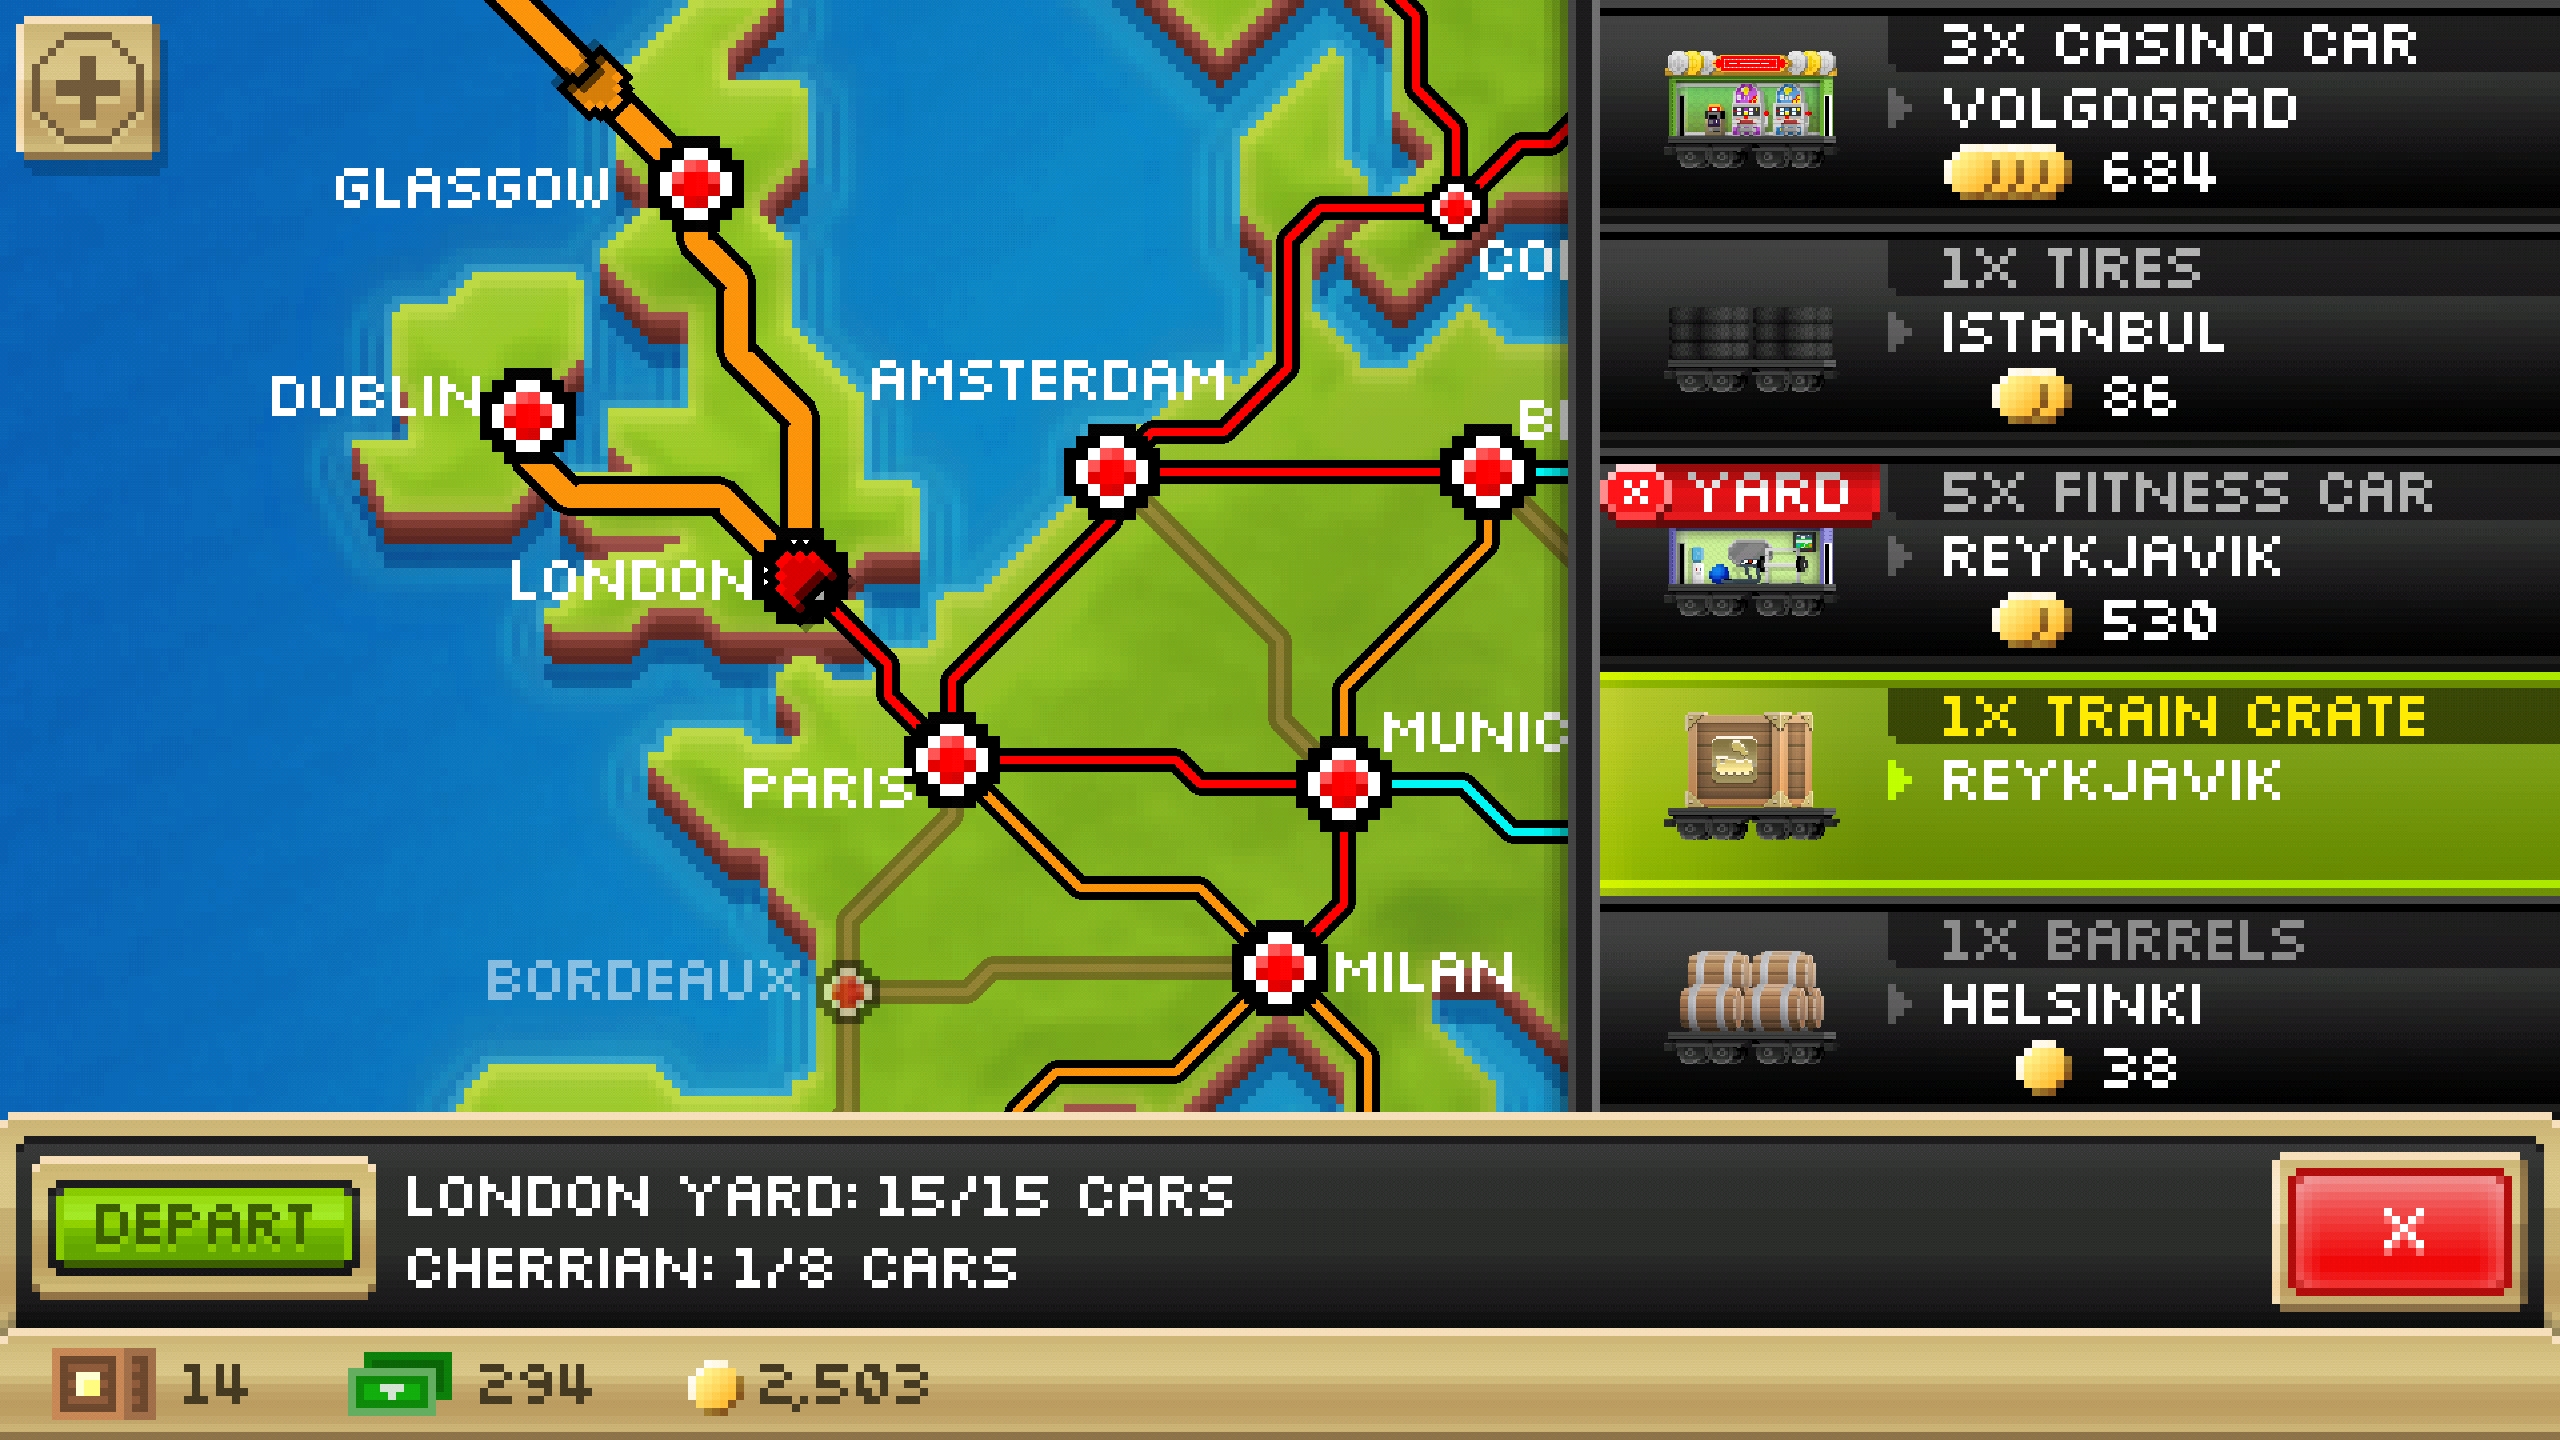 GLASGOW
DUBLIN
LONDON
AMSTERDAM
PARIS
BORDEAUX
MILAN
MUNIC
CO
B
3X CASINO CAR
VOLGOGRAD
684
1X TIRES
ISTANBUL
86
X YARD
5X FITNESS CAR
REYKJAVIK
530
1X TRAIN CRATE
REYKJAVIK
1X BARRELS
HELSINKI
38
DEPART
LONDON YARD: 15/15 CARS
CHERRIAN: 1/8 CARS
X
14
294
2,503